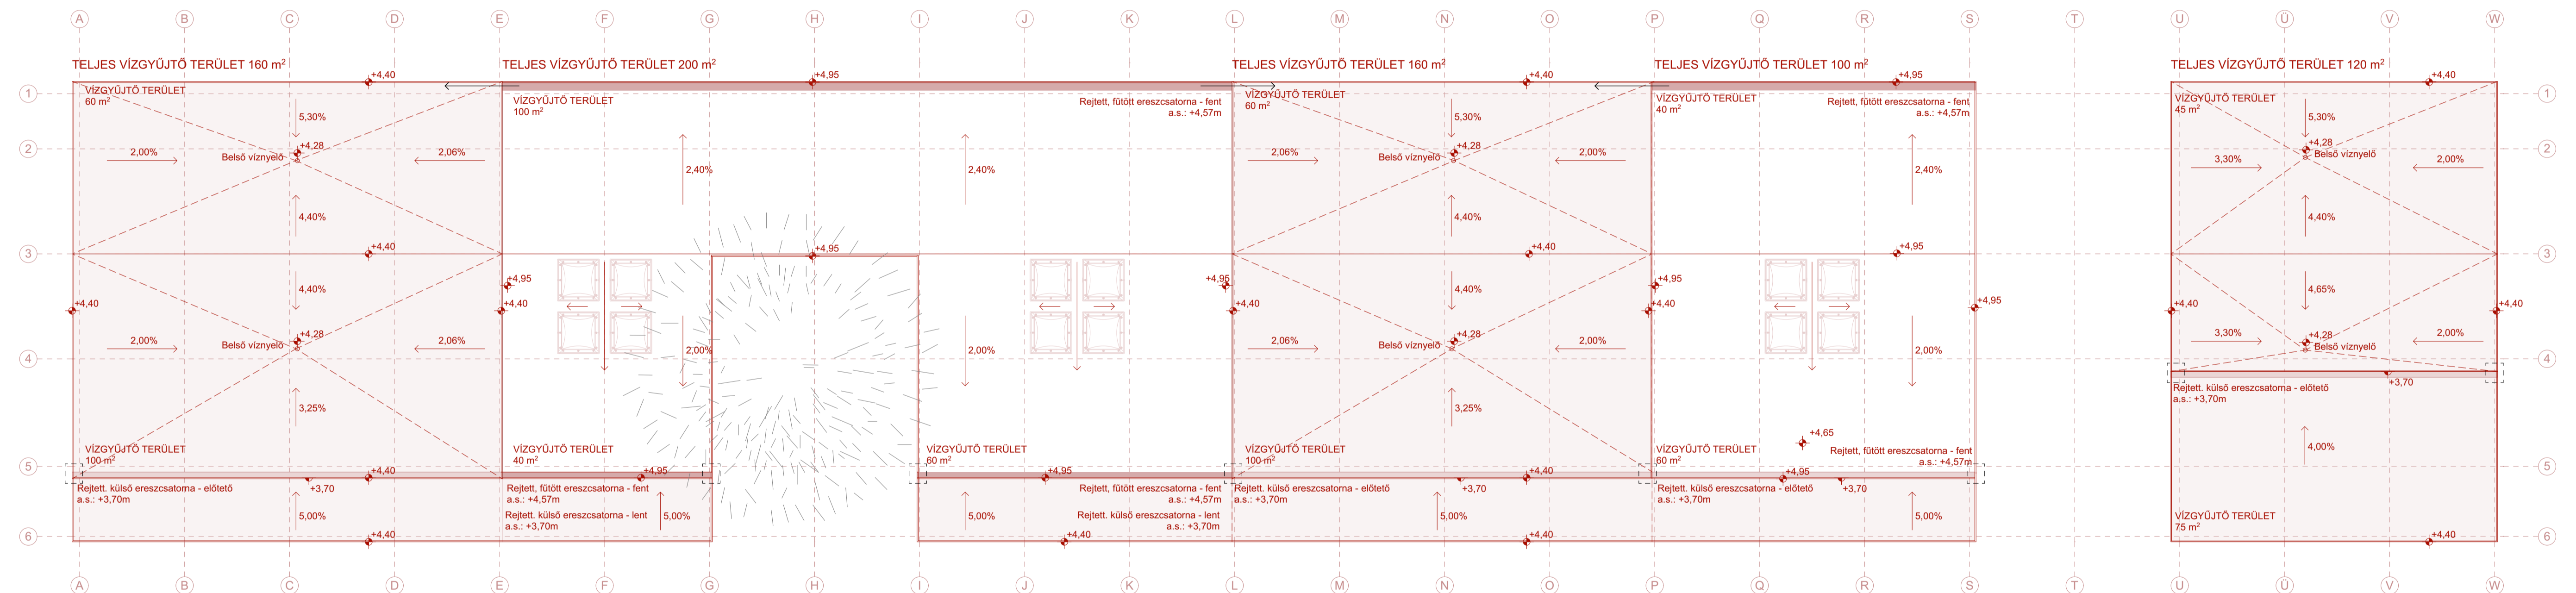 A B C D E F G H I J K L M N O P Q R S T U Ü V W
TELJES VÍZGYŰJTŐ TERÜLET 160 m²
TELJES VÍZGYŰJTŐ TERÜLET 200 m²
TELJES VÍZGYŰJTŐ TERÜLET 160 m²
TELJES VÍZGYŰJTŐ TERÜLET 100 m²
TELJES VÍZGYŰJTŐ TERÜLET 120 m²
+4,40
+4,95
+4,40
+4,95
+4,40
1
VÍZGYŰJTŐ TERÜLET
60 m²
VÍZGYŰJTŐ TERÜLET
100 m²
Rejtett, fűtött ereszcsatorna - fent
a.s.: +4,57m
VÍZGYŰJTŐ TERÜLET
60 m²
VÍZGYŰJTŐ TERÜLET
40 m²
Rejtett, fűtött ereszcsatorna - fent
a.s.: +4,57m
VÍZGYŰJTŐ TERÜLET
45 m²
1
5,30%
5,30%
5,30%
2
2,00%
Belső víznyelő
+4,28
2,06%
2,40%
2,40%
2,06%
Belső víznyelő
+4,28
2,00%
2,40%
3,30%
+4,28
Belső víznyelő
2,00%
2
4,40%
4,40%
4,40%
3
+4,40
+4,95
+4,40
+4,95
3
4,40%
+4,95
+4,95
4,40%
+4,95
4,65%
+4,40
+4,40
+4,40
+4,40
+4,95
+4,40
+4,40
2,00%
Belső víznyelő
+4,28
2,06%
2,00%
2,00%
2,06%
Belső víznyelő
+4,28
2,00%
2,00%
3,30%
+4,28
Belső víznyelő
2,00%
4
4
+3,70
Rejtett. külső ereszcsatorna - előtető
a.s.: +3,70m
3,25%
3,25%
+4,65
4,00%
VÍZGYŰJTŐ TERÜLET
100 m²
VÍZGYŰJTŐ TERÜLET
40 m²
VÍZGYŰJTŐ TERÜLET
60 m²
VÍZGYŰJTŐ TERÜLET
100 m²
VÍZGYŰJTŐ TERÜLET
60 m²
Rejtett, fűtött ereszcsatorna - fent
a.s.: +4,57m
5
+4,40
+4,95
+4,95
+4,40
+4,95
5
Rejtett. külső ereszcsatorna - előtető
a.s.: +3,70m
+3,70
Rejtett, fűtött ereszcsatorna - fent
a.s.: +4,57m
Rejtett. külső ereszcsatorna - lent
a.s.: +3,70m
Rejtett, fűtött ereszcsatorna - fent
a.s.: +4,57m
Rejtett. külső ereszcsatorna - lent
a.s.: +3,70m
Rejtett. külső ereszcsatorna - előtető
a.s.: +3,70m
+3,70
Rejtett. külső ereszcsatorna - előtető
a.s.: +3,70m
+3,70
5,00%
5,00%
5,00%
5,00%
5,00%
VÍZGYŰJTŐ TERÜLET
75 m²
6
+4,40
+4,40
+4,40
+4,40
6
A B C D E F G H I J K L M N O P Q R S T U Ü V W